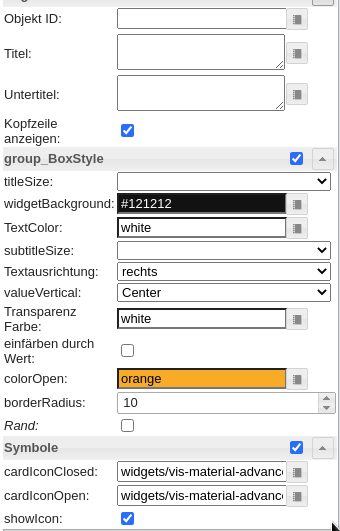 Objekt ID:
Titel:
Untertitel:
Kopfzeile
anzeigen:
group_BoxStyle
titleSize:
widgetBackground: #121212
TextColor: white
subtitleSize:
Textausrichtung: rechts
valueVertical: Center
Transparenz
Farbe: white
einfärben durch
Wert:
colorOpen: orange
borderRadius: 10
Rand:
Symbole
cardIconClosed: widgets/vis-material-advanc
cardIconOpen: widgets/vis-material-advanc
showIcon: